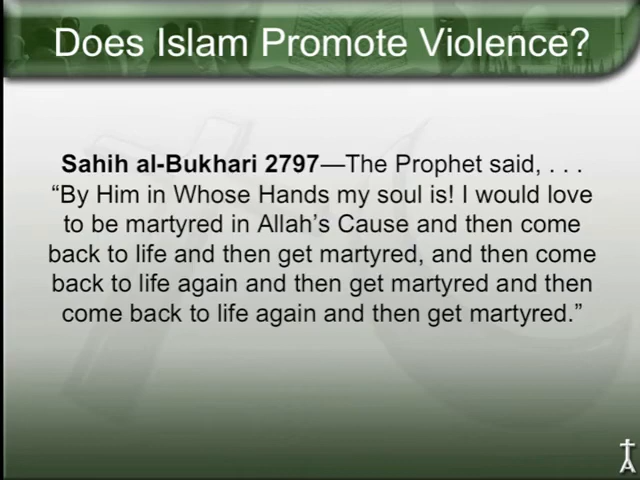 Does Islam Promote Violence?
Sahih al-Bukhari 2797—The Prophet said, . . .
“By Him in Whose Hands my soul is! I would love
to be martyred in Allah’s Cause and then come
back to life and then get martyred, and then come
back to life again and then get martyred and then
come back to life again and then get martyred.”